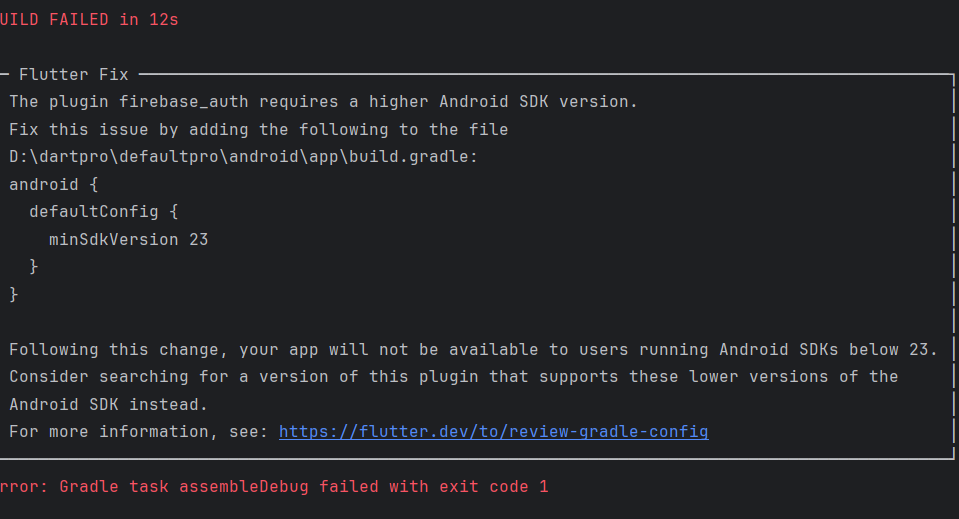 UILD FAILED in 12s
Flutter Fix
The plugin firebase_auth requires a higher Android SDK version.
Fix this issue by adding the following to the file
D:\dartpro\defaultpro\android\app\build.gradle:
android {
defaultConfig {
minSdkVersion 23
}
}
Following this change, your app will not be available to users running Android SDKs below 23.
Consider searching for a version of this plugin that supports these lower versions of the
Android SDK instead.
For more information, see: https://flutter.dev/to/review-gradle-config
rror: Gradle task assembleDebug failed with exit code 1